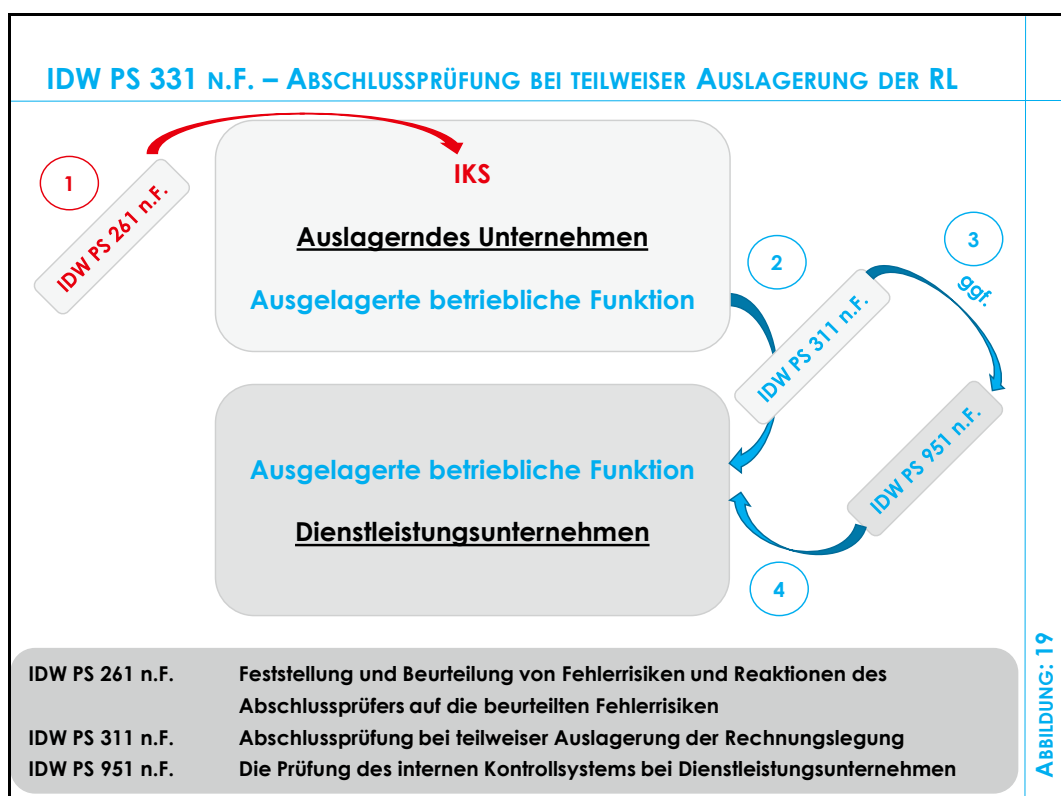 IDW PS 331 N.F. – ABSCHLUSSPRÜFUNG BEI TEILWEISER AUSLAGERUNG DER RL
1
IDW PS 261 n.F.
IKS
Auslagerndes Unternehmen
Ausgelagerte betriebliche Funktion
2
IDW PS 311 n.F.
3
ggf.
IDW PS 951 n.F.
Ausgelagerte betriebliche Funktion
Dienstleistungsunternehmen
4
IDW PS 261 n.F. Feststellung und Beurteilung von Fehlerrisiken und Reaktionen des
Abschlussprüfers auf die beurteilten Fehlerrisiken
IDW PS 311 n.F. Abschlussprüfung bei teilweiser Auslagerung der Rechnungslegung
IDW PS 951 n.F. Die Prüfung des internen Kontrollsystems bei Dienstleistungsunternehmen
ABBILDUNG: 19